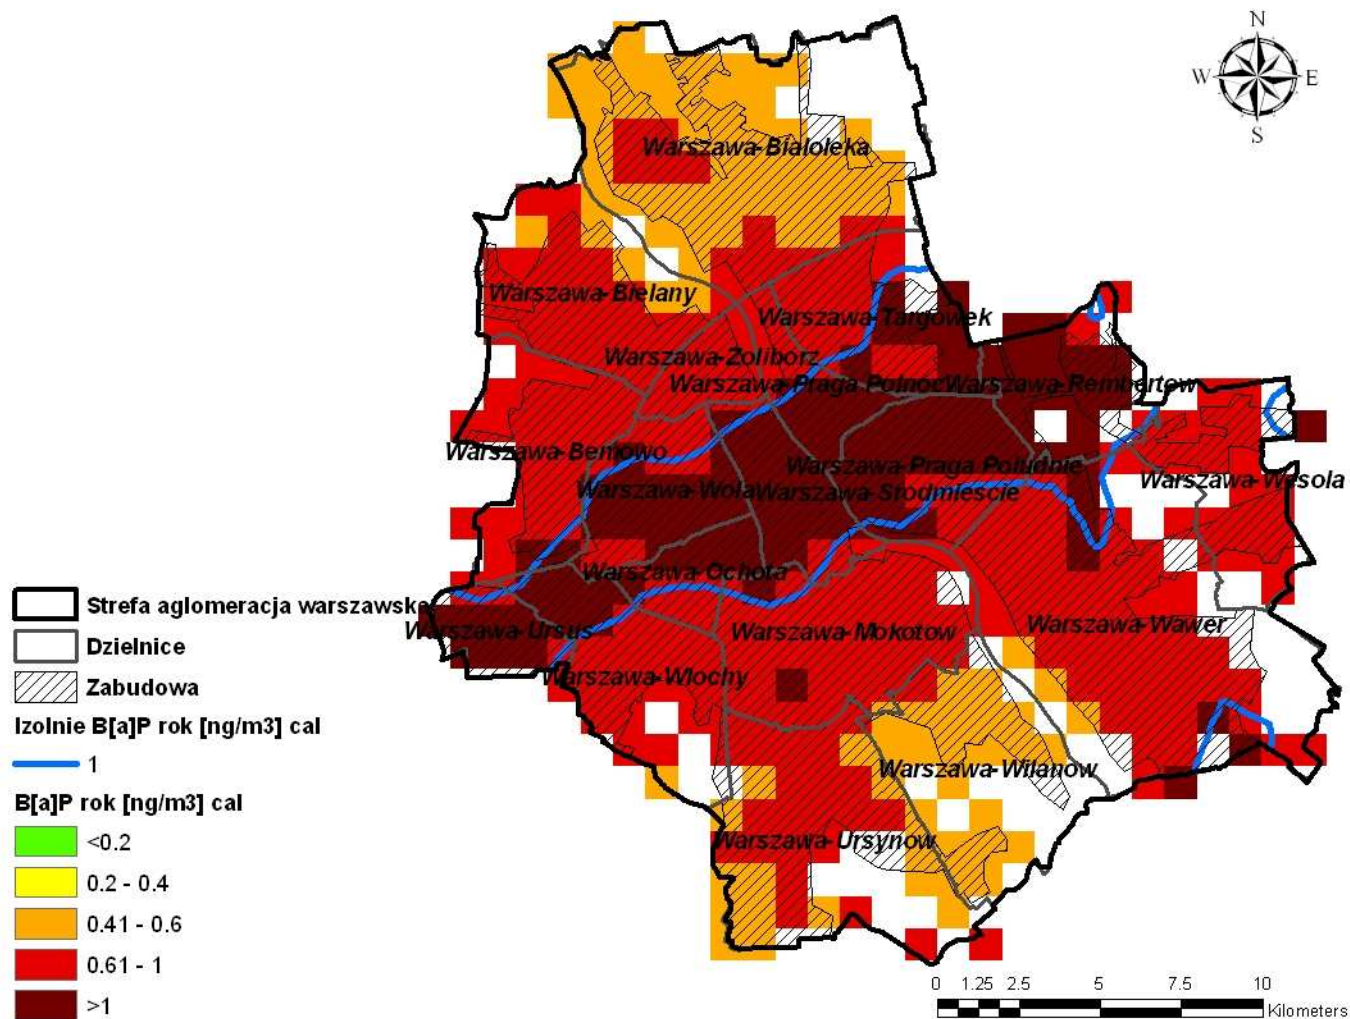 N
W E
S
Warszawa-Bialoleka
Warszawa-Bielany
Warszawa-Targowek
Warszawa-Zoliborz
Warszawa-Praga Polnoc
Warszawa-Rembertow
Warszawa-Bemowo
Warszawa-Praga Poludnie
Warszawa-Wesola
Warszawa-Wola
Warszawa-Srodmiescie
Warszawa-Ochota
Warszawa-Ursus
Warszawa-Mokotow
Warszawa-Wawer
Warszawa-Wlochy
Warszawa-Wilanow
Warszawa-Ursynow
Strefa aglomeracja warszawska
Dzielnice
Zabudowa
Izolnie B[a]P rok [ng/m3] cal
1
B[a]P rok [ng/m3] cal
<0.2
0.2 - 0.4
0.41 - 0.6
0.61 - 1
>1
0 1.25 2.5 5 7.5 10
Kilometers